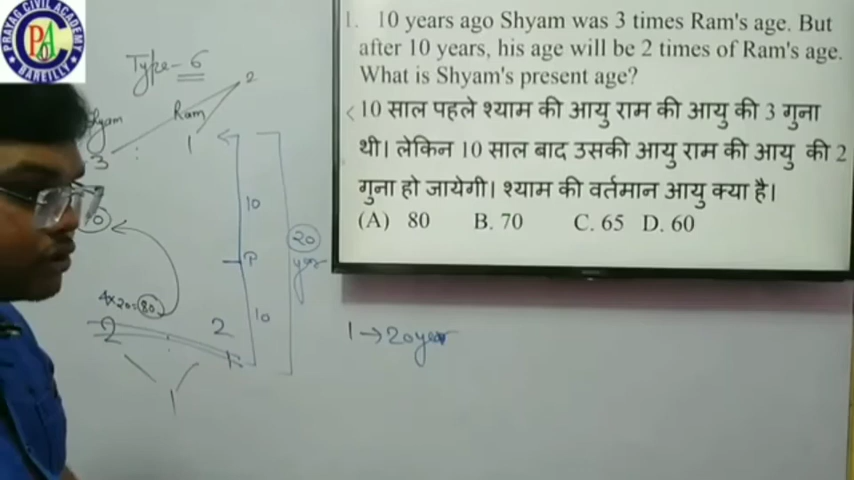 PRAYAG CIVIL ACADEMY
PCA
BAREILLY
Type-6
Shyam
Ram
2
3 : 1
10
20
year
P
10
4x20=80
2
2
F
1
1 → 20 year
1. 10 years ago Shyam was 3 times Ram's age. But
after 10 years, his age will be 2 times of Ram's age.
What is Shyam's present age?
10 साल पहले श्याम की आयु राम की आयु की 3 गुना
थी। लेकिन 10 साल बाद उसकी आयु राम की आयु की 2
गुना हो जायेगी। श्याम की वर्तमान आयु क्या है।
(A) 80 B. 70 C. 65 D. 60